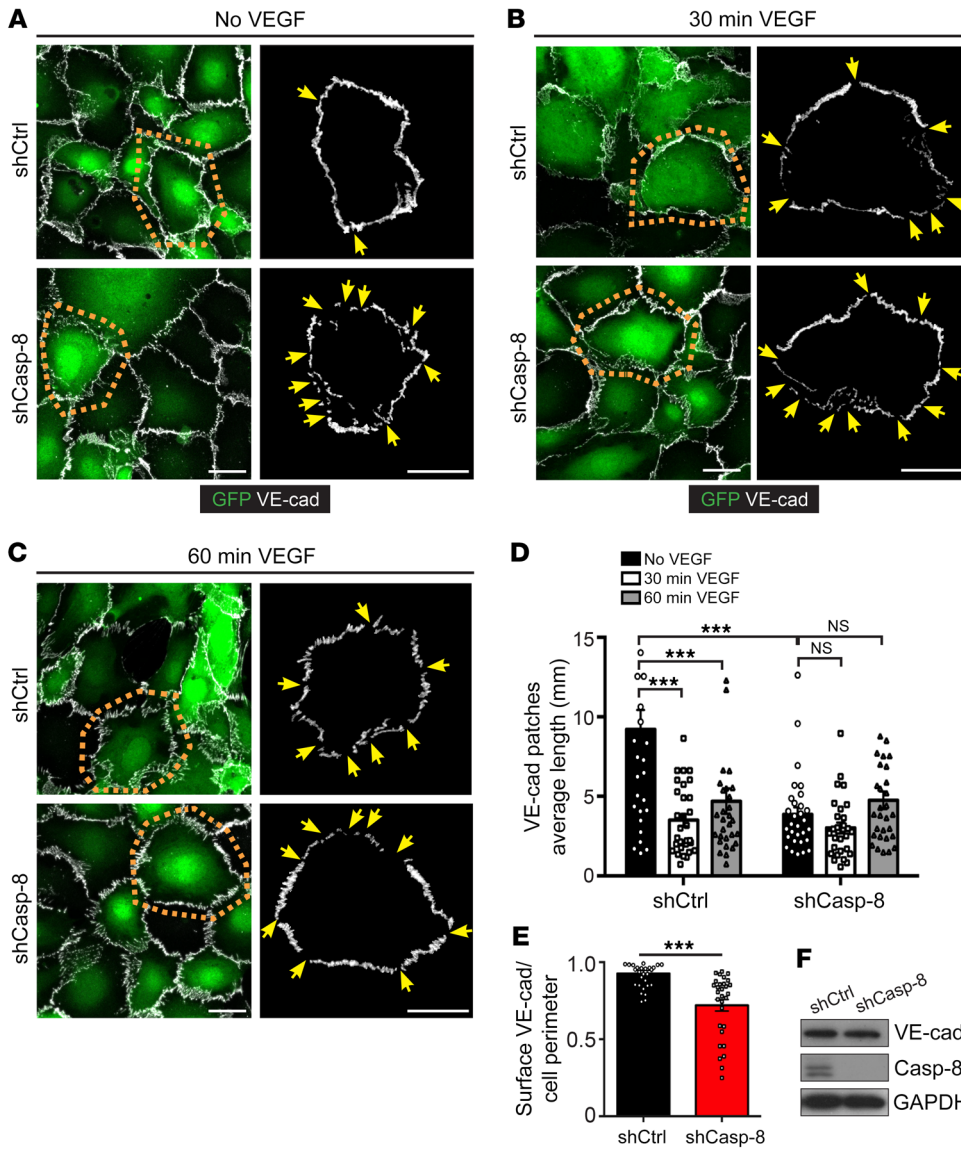 A
No VEGF
shCtrl
shCasp-8
GFP VE-cad
B
30 min VEGF
shCtrl
shCasp-8
GFP VE-cad
C
60 min VEGF
shCtrl
shCasp-8
D
No VEGF
30 min VEGF
60 min VEGF
VE-cad patches
average length (mm)
15
10
5
0
***
***
***
NS
NS
shCtrl
shCasp-8
E
Surface VE-cad/
cell perimeter
1.0
0.5
0
***
shCtrl
shCasp-8
F
shCtrl
shCasp-8
VE-cad
Casp-8
GAPDH